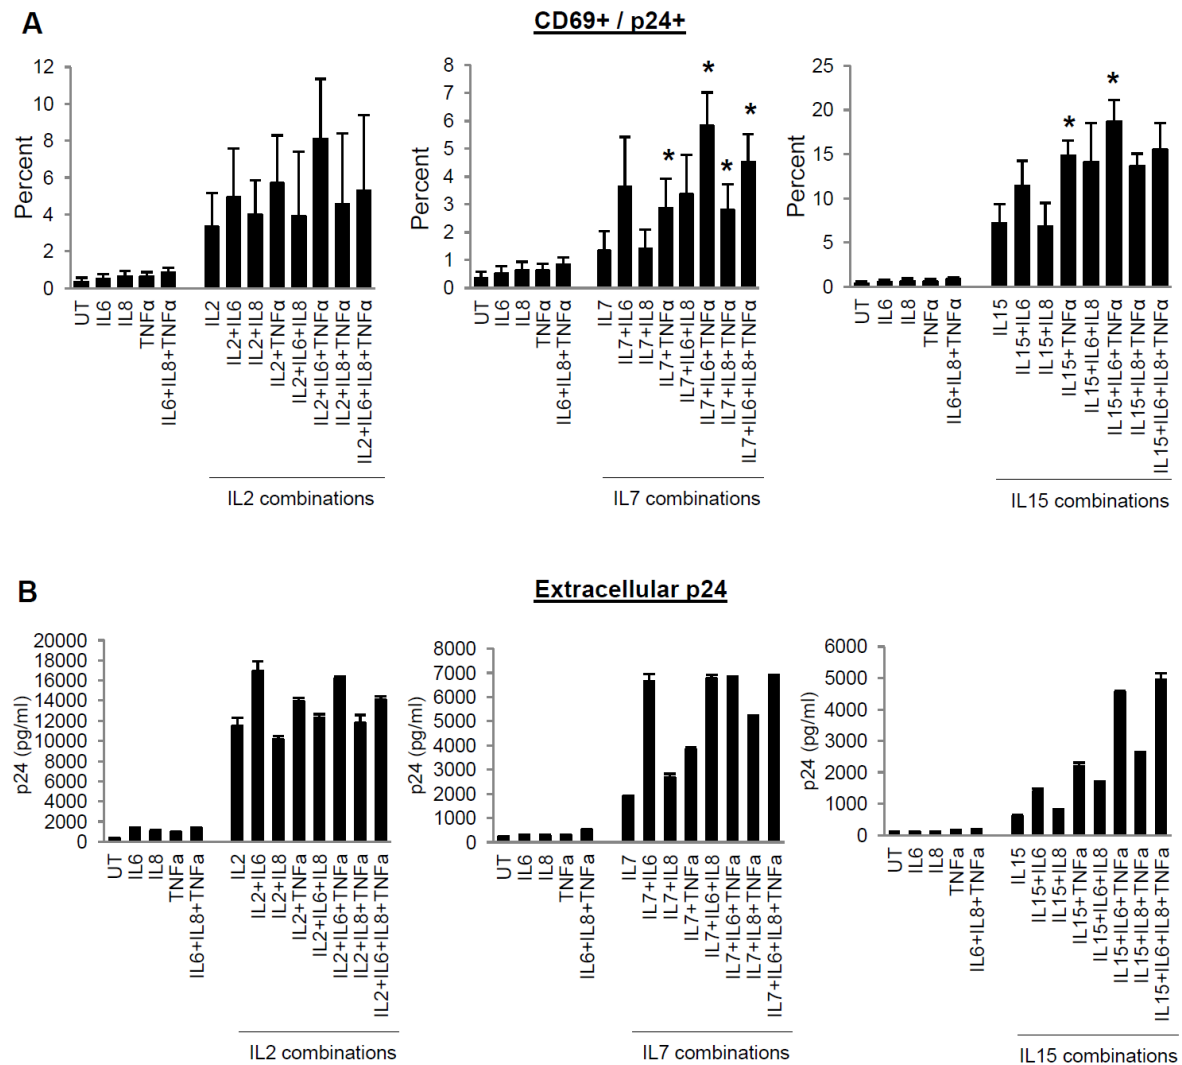 A
CD69+ / p24+
Percent
12
10
8
6
4
2
0
UT
IL6
IL8
TNFα
IL6+IL8+TNFα
IL2
IL2+IL6
IL2+IL8
IL2+TNFα
IL2+IL6+IL8
IL2+IL6+TNFα
IL2+IL8+TNFα
IL2+IL6+IL8+TNFα
IL2 combinations
Percent
8
7
6
5
4
3
2
1
0
*
*
*
*
UT
IL6
IL8
TNFα
IL6+IL8+TNFα
IL7
IL7+IL6
IL7+IL8
IL7+TNFα
IL7+IL6+IL8
IL7+IL6+TNFα
IL7+IL8+TNFα
IL7+IL6+IL8+TNFα
IL7 combinations
Percent
25
20
15
10
5
0
*
*
UT
IL6
IL8
TNFα
IL6+IL8+TNFα
IL15
IL15+IL6
IL15+IL8
IL15+TNFα
IL15+IL6+IL8
IL15+IL6+TNFα
IL15+IL8+TNFα
IL15+IL6+IL8+TNFα
IL15 combinations
B
Extracellular p24
p24 (pg/ml)
20000
18000
16000
14000
12000
10000
8000
6000
4000
2000
0
UT
IL6
IL8
TNFa
IL6+IL8+TNFa
IL2
IL2+IL6
IL2+IL8
IL2+TNFa
IL2+IL6+IL8
IL2+IL6+TNFa
IL2+IL8+TNFa
IL2+IL6+IL8+TNFa
IL2 combinations
p24 (pg/ml)
8000
7000
6000
5000
4000
3000
2000
1000
0
UT
IL6
IL8
TNFa
IL6+IL8+TNFa
IL7
IL7+IL6
IL7+IL8
IL7+TNFa
IL7+IL6+IL8
IL7+IL6+TNFa
IL7+IL8+TNFa
IL7+IL6+IL8+TNFa
IL7 combinations
p24 (pg/ml)
6000
5000
4000
3000
2000
1000
0
UT
IL6
IL8
TNFa
IL6+IL8+TNFa
IL15
IL15+IL6
IL15+IL8
IL15+TNFa
IL15+IL6+IL8
IL15+IL6+TNFa
IL15+IL8+TNFa
IL15+IL6+IL8+TNFa
IL15 combinations